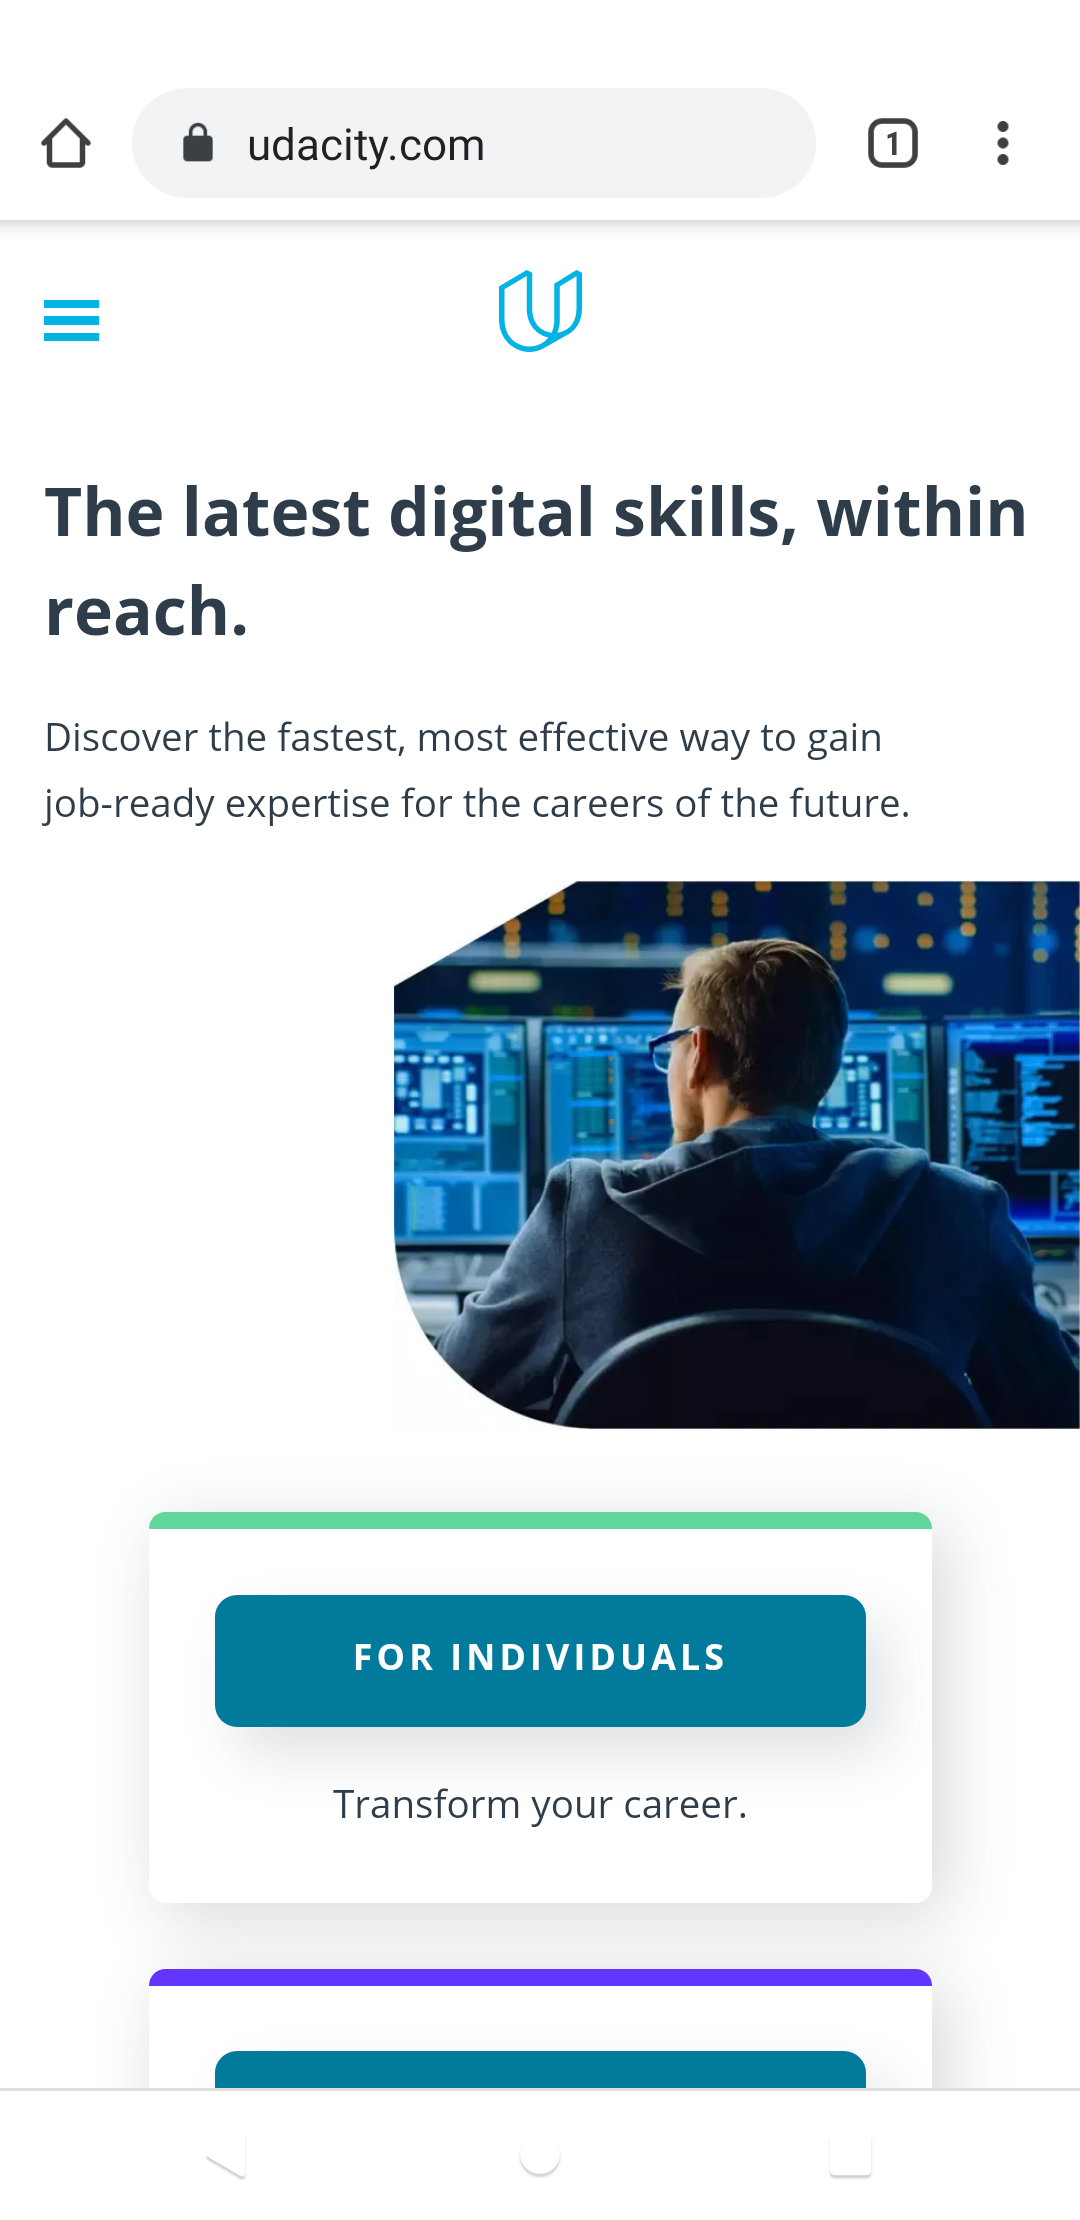 udacity.com
1
The latest digital skills, within
reach.
Discover the fastest, most effective way to gain
job-ready expertise for the careers of the future.
FOR INDIVIDUALS
Transform your career.